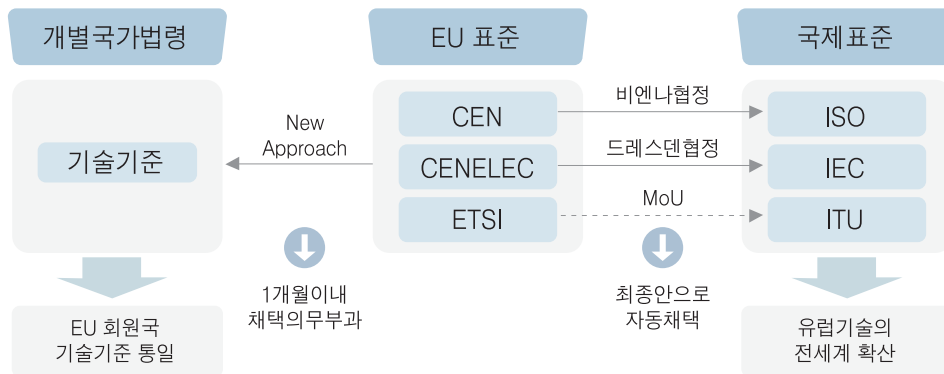 개별국가법령
EU 표준
국제표준
기술기준
New
Approach
CEN
CENELEC
ETSI
비엔나협정
드레스덴협정
MoU
ISO
IEC
ITU
1개월이내
채택의무부과
최종안으로
자동채택
EU 회원국
기술기준 통일
유럽기술의
전세계 확산